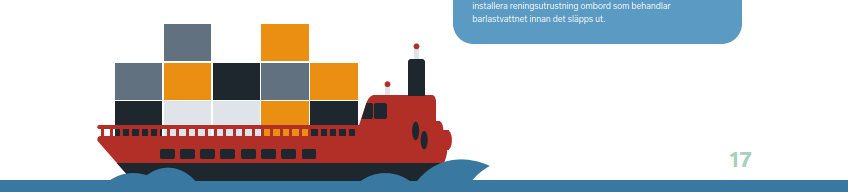 installera reningsutrustning ombord som behandlar
barlastvattnet innan det släpps ut.
17